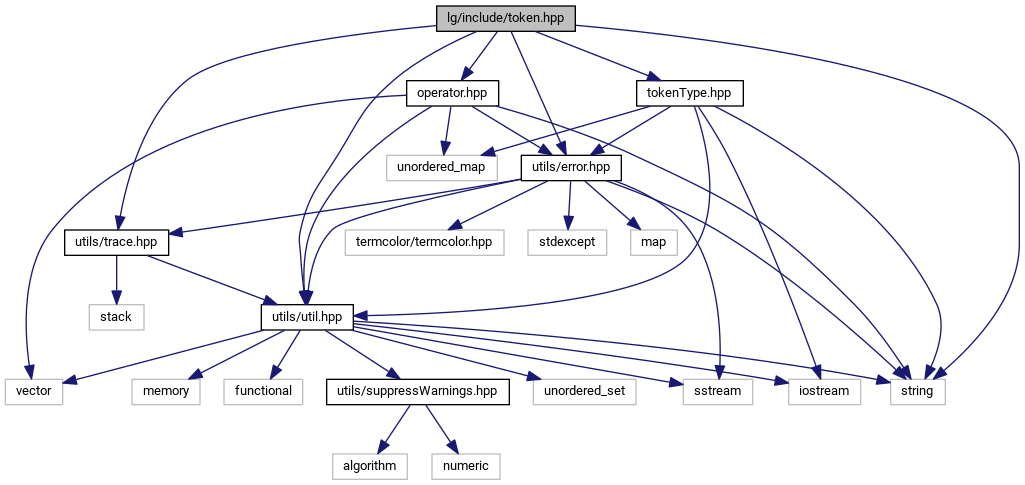 lg/include/token.hpp
operator.hpp
tokenType.hpp
unordered_map
utils/error.hpp
utils/trace.hpp
termcolor/termcolor.hpp
stdexcept
map
stack
utils/util.hpp
vector
memory
functional
utils/suppressWarnings.hpp
unordered_set
sstream
iostream
string
algorithm
numeric